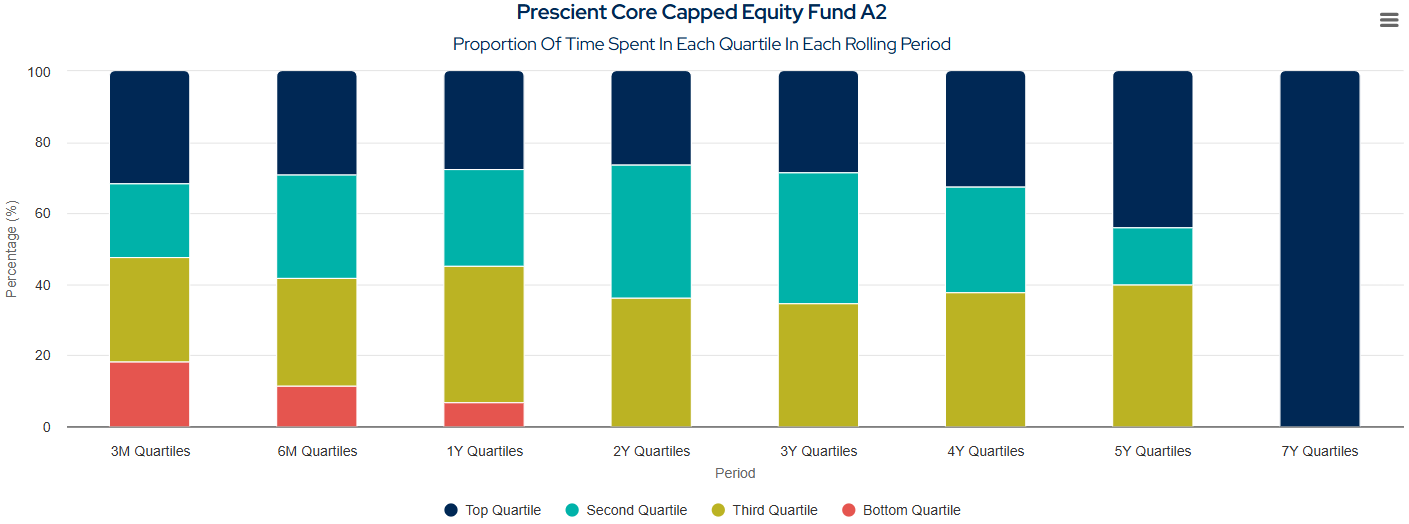 Prescient Core Capped Equity Fund A2
Proportion Of Time Spent In Each Quartile In Each Rolling Period
Percentage (%)
100
80
60
40
20
0
3M Quartiles
6M Quartiles
1Y Quartiles
2Y Quartiles
3Y Quartiles
4Y Quartiles
5Y Quartiles
7Y Quartiles
Period
Top Quartile
Second Quartile
Third Quartile
Bottom Quartile